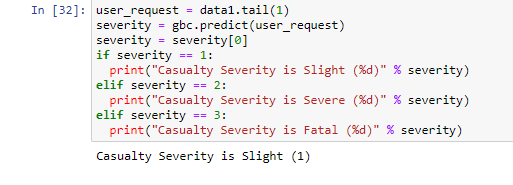 In [32]: user_request = data1.tail(1)
severity = gbc.predict(user_request)
severity = severity[0]
if severity == 1:
  print("Casualty Severity is Slight (%d)" % severity)
elif severity == 2:
  print("Casualty Severity is Severe (%d)" % severity)
elif severity == 3:
  print("Casualty Severity is Fatal (%d)" % severity)
Casualty Severity is Slight (1)